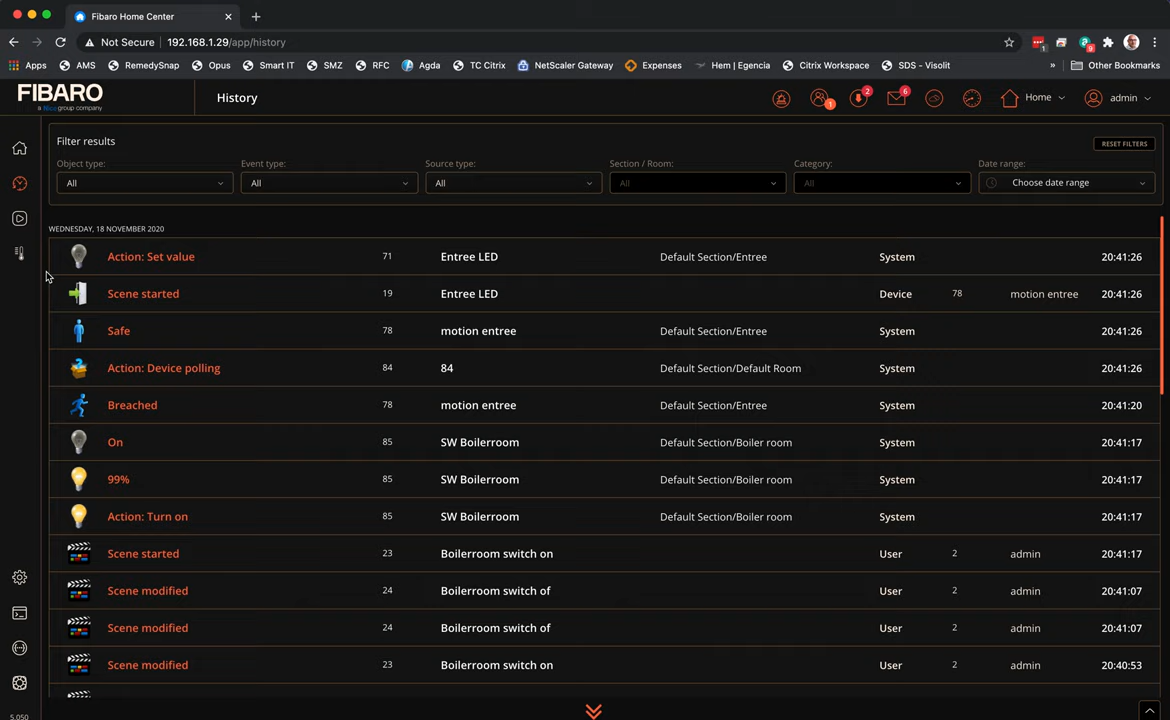 Fibaro Home Center
Not Secure 192.168.1.29/app/history
1 9
Apps AMS RemedySnap Opus Smart IT SMZ RFC Agda TC Citrix NetScaler Gateway Expenses Hem | Egencia Citrix Workspace SDS - Visolit » Other Bookmarks
FIBARO
a Nice group company
History
1 2 6
Home admin
Filter results
RESET FILTERS
Object type: Event type: Source type: Section / Room: Category: Date range:
All All All All All Choose date range
WEDNESDAY, 18 NOVEMBER 2020
Action: Set value 71 Entree LED Default Section/Entree System 20:41:26
Scene started 19 Entree LED Device 78 motion entree 20:41:26
Safe 78 motion entree Default Section/Entree System 20:41:26
Action: Device polling 84 84 Default Section/Default Room System 20:41:26
Breached 78 motion entree Default Section/Entree System 20:41:20
On 85 SW Boilerroom Default Section/Boiler room System 20:41:17
99% 85 SW Boilerroom Default Section/Boiler room System 20:41:17
Action: Turn on 85 SW Boilerroom Default Section/Boiler room System 20:41:17
Scene started 23 Boilerroom switch on User 2 admin 20:41:17
Scene modified 24 Boilerroom switch of User 2 admin 20:41:07
Scene modified 24 Boilerroom switch of User 2 admin 20:41:07
Scene modified 23 Boilerroom switch on User 2 admin 20:40:53
5.050